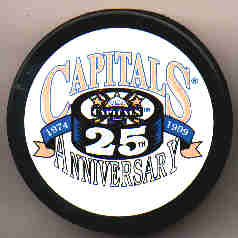 CAPITALS®
CAPITALS
1974 25TH 1999
ANNIVERSARY